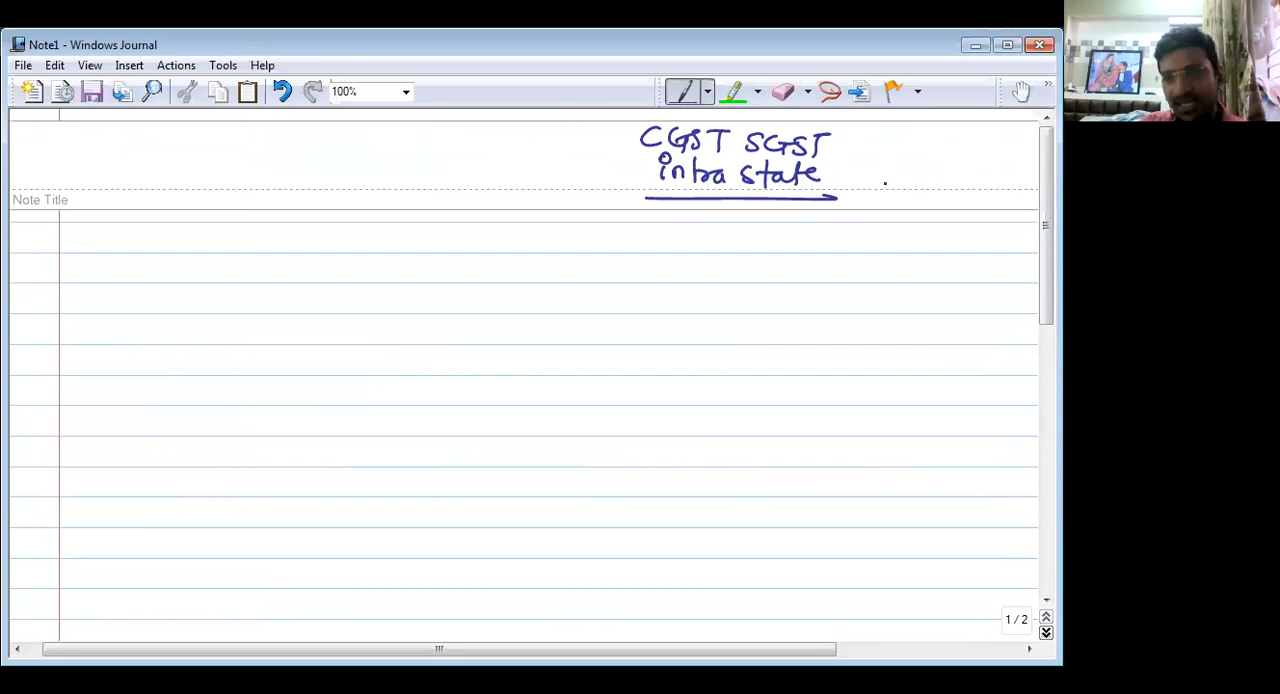 Note1 - Windows Journal
File Edit View Insert Actions Tools Help
100%
CGST SGST
intra state
Note Title
1 / 2